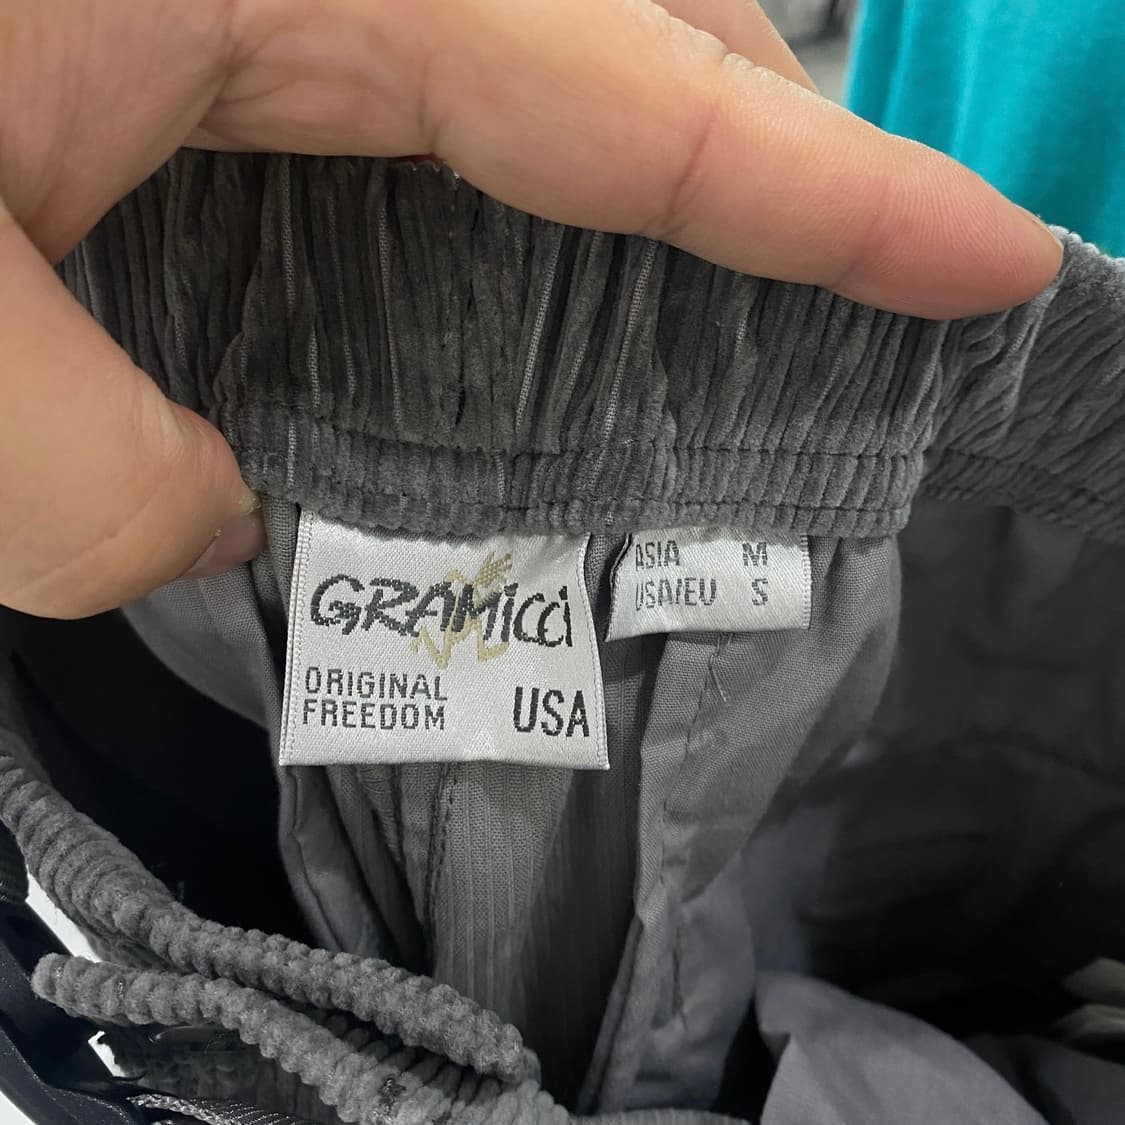 GRAMicci
ORIGINAL
FREEDOM
USA
ASIA M
USA/EU S